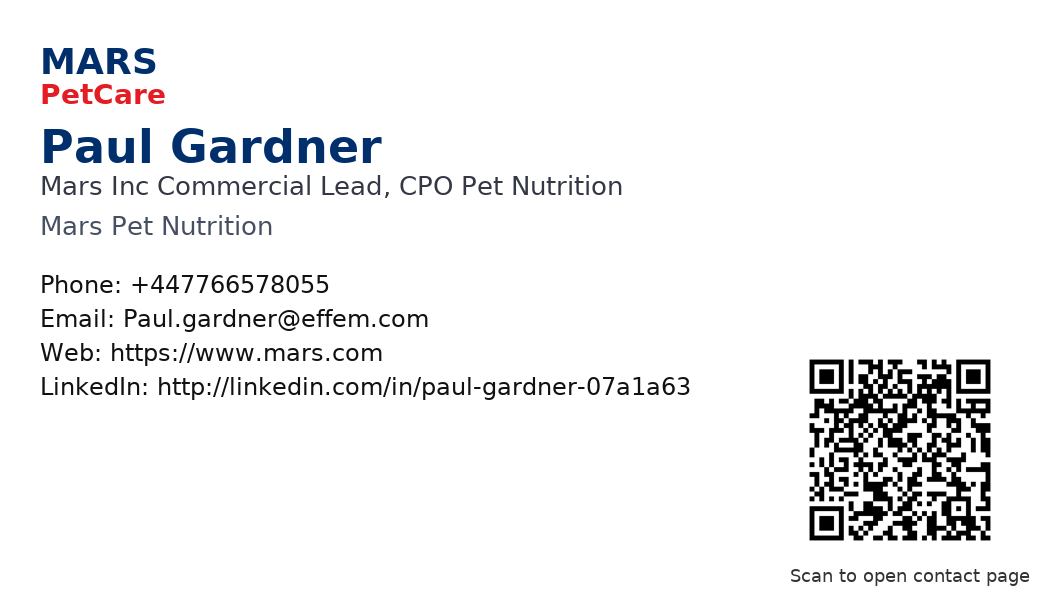 MARS
PetCare
Paul Gardner
Mars Inc Commercial Lead, CPO Pet Nutrition
Mars Pet Nutrition
Phone: +447766578055
Email: Paul.gardner@effem.com
Web: https://www.mars.com
LinkedIn: http://linkedin.com/in/paul-gardner-07a1a63
Scan to open contact page